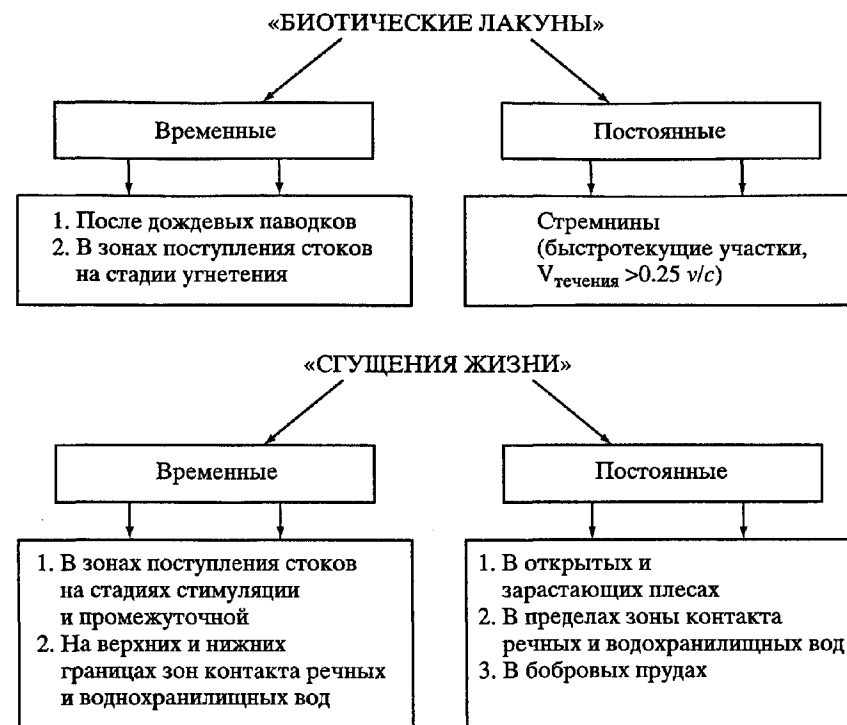 «БИОТИЧЕСКИЕ ЛАКУНЫ»
Временные
Постоянные
1. После дождевых паводков
2. В зонах поступления стоков
на стадии угнетения
Стремнины
(быстротекущие участки,
Vтечения >0.25 v/c)
«СГУЩЕНИЯ ЖИЗНИ»
Временные
Постоянные
1. В зонах поступления стоков
на стадиях стимуляции
и промежуточной
2. На верхних и нижних
границах зон контакта речных
и воднохранилищных вод
1. В открытых и
зарастающих плесах
2. В пределах зоны контакта
речных и водохранилищных вод
3. В бобровых прудах